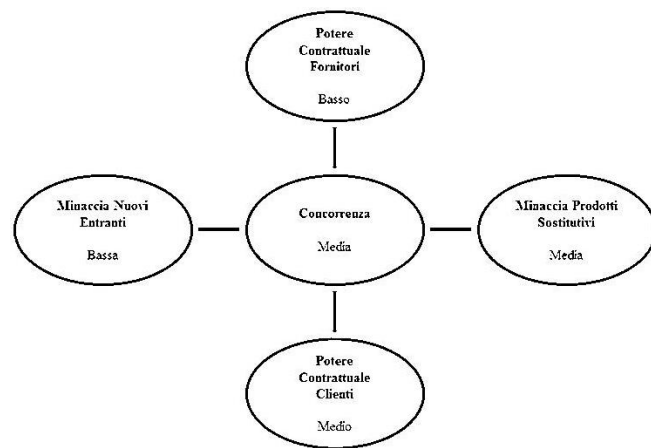 Potere
Contrattuale
Fornitori
Basso
Minaccia Nuovi
Entranti
Bassa
Concorrenza
Media
Minaccia Prodotti
Sostitutivi
Media
Potere
Contrattuale
Clienti
Medio